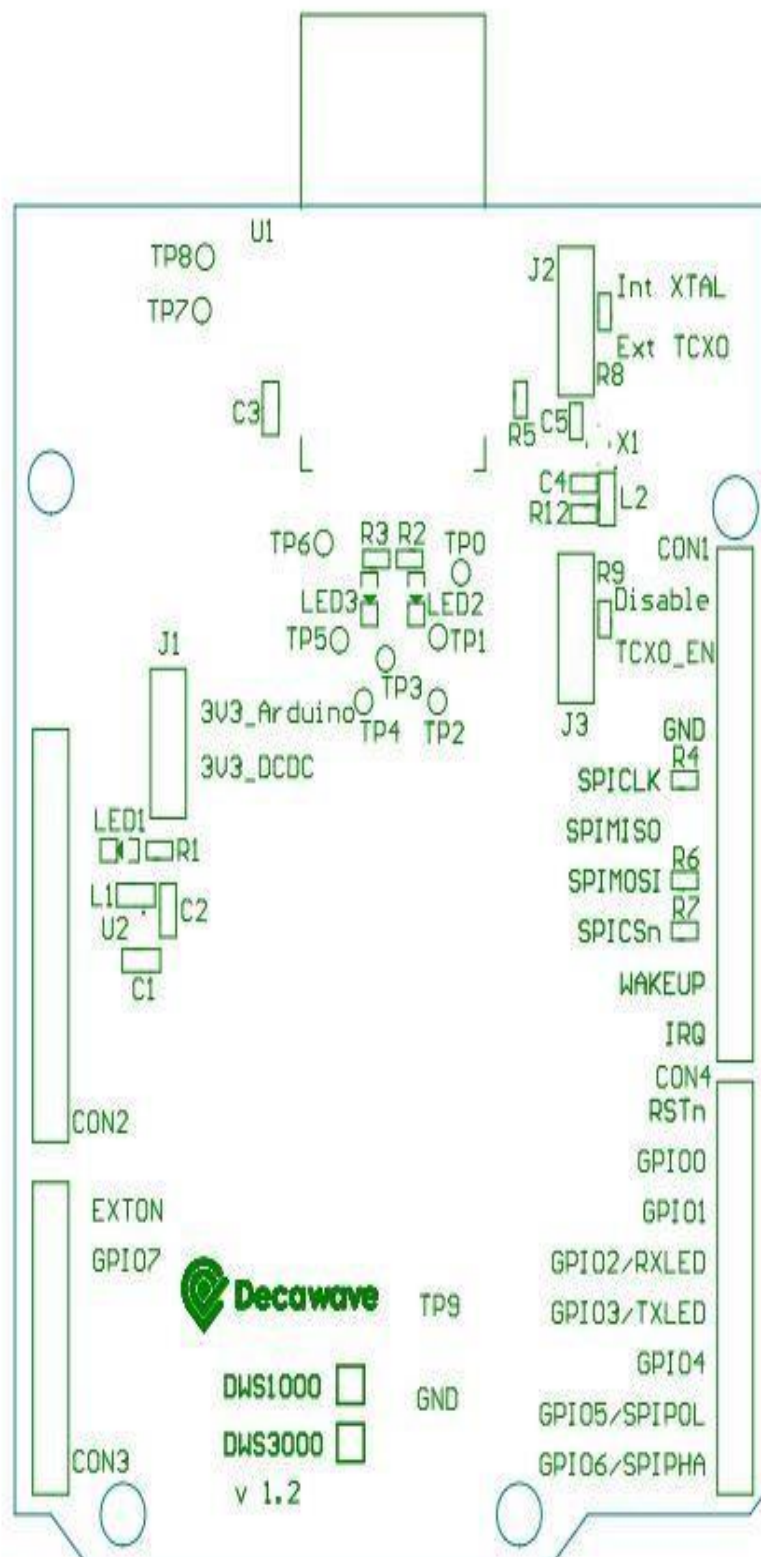 U1
TP8
J2
Int XTAL
TP7
Ext TCXO
R8
C3
C5
R5
X1
C4
L2
R12
R3
R2
TP6
TP0
CON1
R9
LED3
LED2
Disable
TP5
TP1
J1
TCXO_EN
TP3
3V3_Arduino
TP4
TP2
J3
GND
3V3_DCDC
R4
SPICLK
LED1
SPIMISO
R1
R6
SPIMOSI
L1
C2
R7
U2
SPICSn
C1
WAKEUP
IRQ
CON4
RSTn
CON2
GPIO0
EXTON
GPIO1
GPIO7
GPIO2/RXLED
Decawave
TP9
GPIO3/TXLED
GPIO4
DWS1000
GND
GPIO5/SPIPOL
DWS3000
CON3
GPIO6/SPIPHA
v 1.2